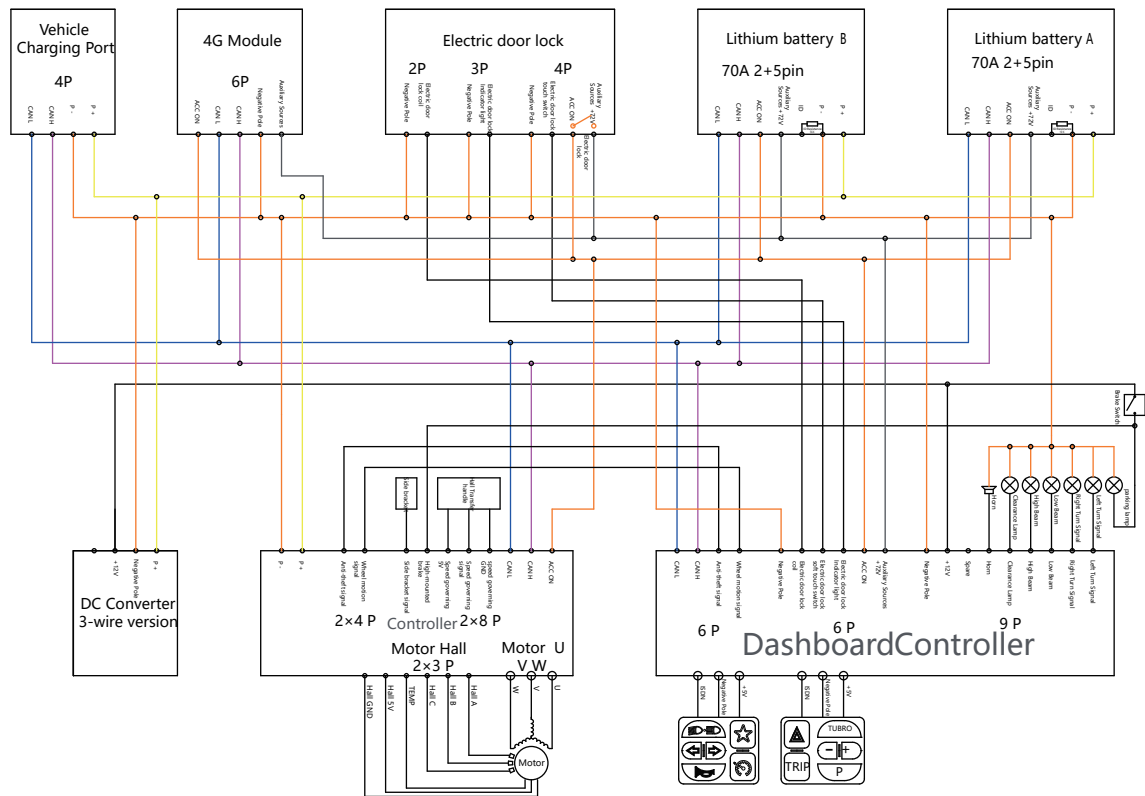 Vehicle
Charging Port
4P
CAN L
CAN H
P -
P +
4G Module
6P
ACC ON
CAN L
CAN H
Negative Pole
Auxiliary Sources
Electric door lock
2P
3P
4P
Negative Pole
Electric door
lock coil
Negative Pole
Electric door lock
Indicator light
Negative Pole
Electric door lock
touch switch
ACC ON
Auxiliary
Sources +72V
Electric door
lock
Lithium battery B
70A 2+5pin
CAN L
CAN H
ACC ON
Auxiliary
Sources +72V
ID
P -
P +
Lithium battery A
70A 2+5pin
CAN L
CAN H
ACC ON
Auxiliary
Sources +72V
ID
P -
P +
Brake Switch
Horn
Clearance Lamp
High Beam
Low Beam
Right Turn Signal
Left Turn Signal
parking lamp
Side bracket
Hall Transfer
handle
+12V
Negative Pole
P +
DC Converter
3-wire version
P -
P +
Anti-theft signal
Wheel motion
signal
Side bracket signal
High-mounted
brake
Speed governing
5V
Speed governing
signal
speed governing
GND
CAN L
CAN H
ACC ON
2×4 P
Controller
2×8 P
Motor Hall
2×3 P
Motor U
V W
Hall GND
Hall 5V
TEMP
Hall C
Hall B
Hall A
W
V
U
Motor
CAN L
CAN H
Anti-theft signal
Wheel motion signal
Negative Pole
Electric door lock
coil
Electric door lock
soft touch switch
Electric door lock
Indicator light
ACC ON
Auxiliary Sources
+72V
Negative Pole
+12V
Spare
Horn
Clearance Lamp
High Beam
Low Beam
Right Turn Signal
Left Turn Signal
6 P
6 P
9 P
DashboardController
ISDN
Negative Pole
+5V
ISDN
Negative Pole
+5V
TUBRO
TRIP
P